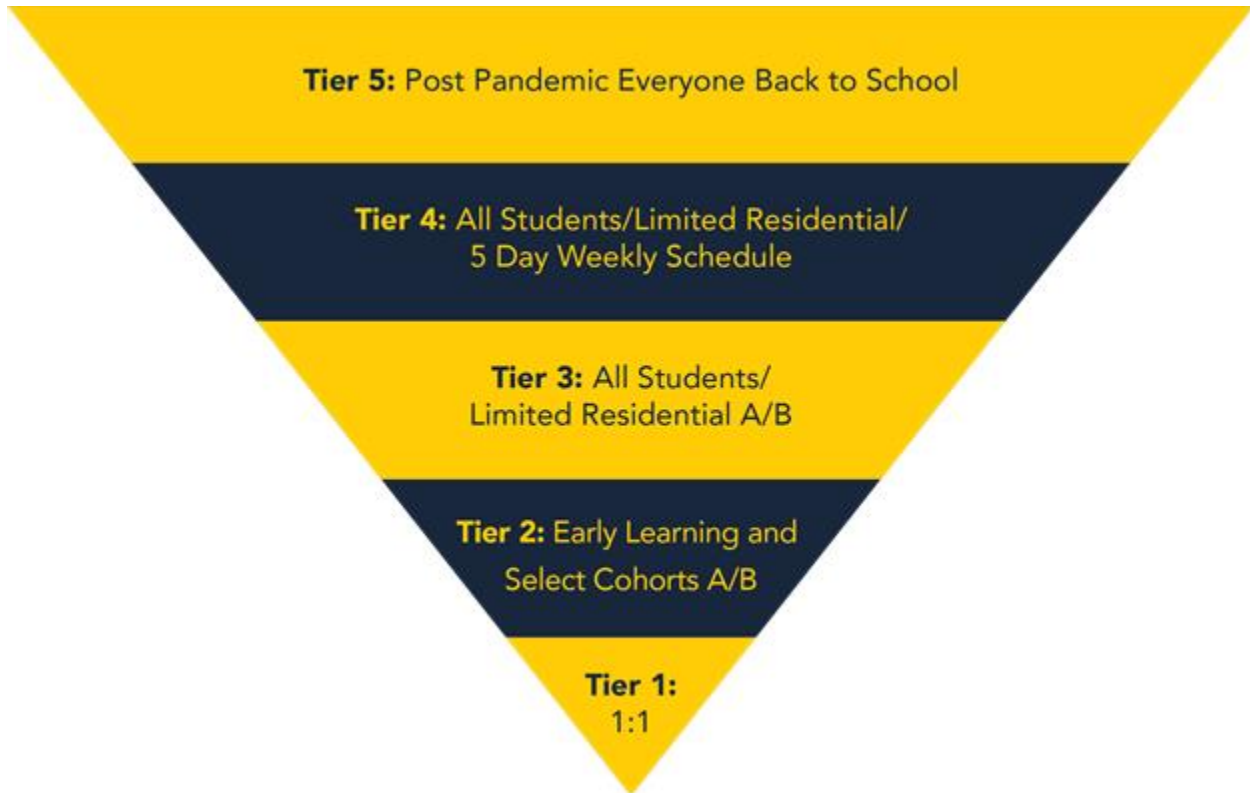 Tier 5: Post Pandemic Everyone Back to School
Tier 4: All Students/Limited Residential/
5 Day Weekly Schedule
Tier 3: All Students/
Limited Residential A/B
Tier 2: Early Learning and
Select Cohorts A/B
Tier 1:
1:1